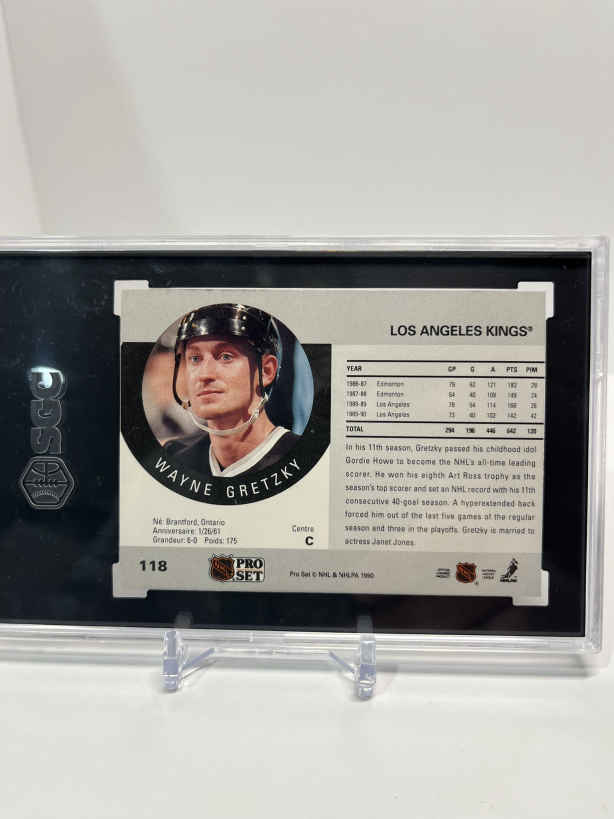 SGC
LOS ANGELES KINGS®
YEAR GP G A PTS P/M
1986-87 Edmonton 79 62 121 183 28
1987-88 Edmonton 64 40 109 149 24
1988-89 Los Angeles 78 54 114 168 26
1989-90 Los Angeles 73 40 102 142 42
TOTAL 294 196 446 642 120
In his 11th season, Gretzky passed his childhood idol
Gordie Howe to become the NHL's all-time leading
scorer. He won his eighth Art Ross trophy as the
season's top scorer and set an NHL record with his 11th
consecutive 40-goal season. A hyperextended back
forced him out of the last five games of the regular
season and three in the playoffs. Gretzky is married to
actress Janet Jones.
WAYNE GRETZKY
Né: Brantford, Ontario
Anniversaire: 1/26/61
Grandeur: 6-0 Poids: 175
Centre
C
118
NHL
PRO
SET
Pro Set © NHL & NHLPA 1990
NHL
NHLPA